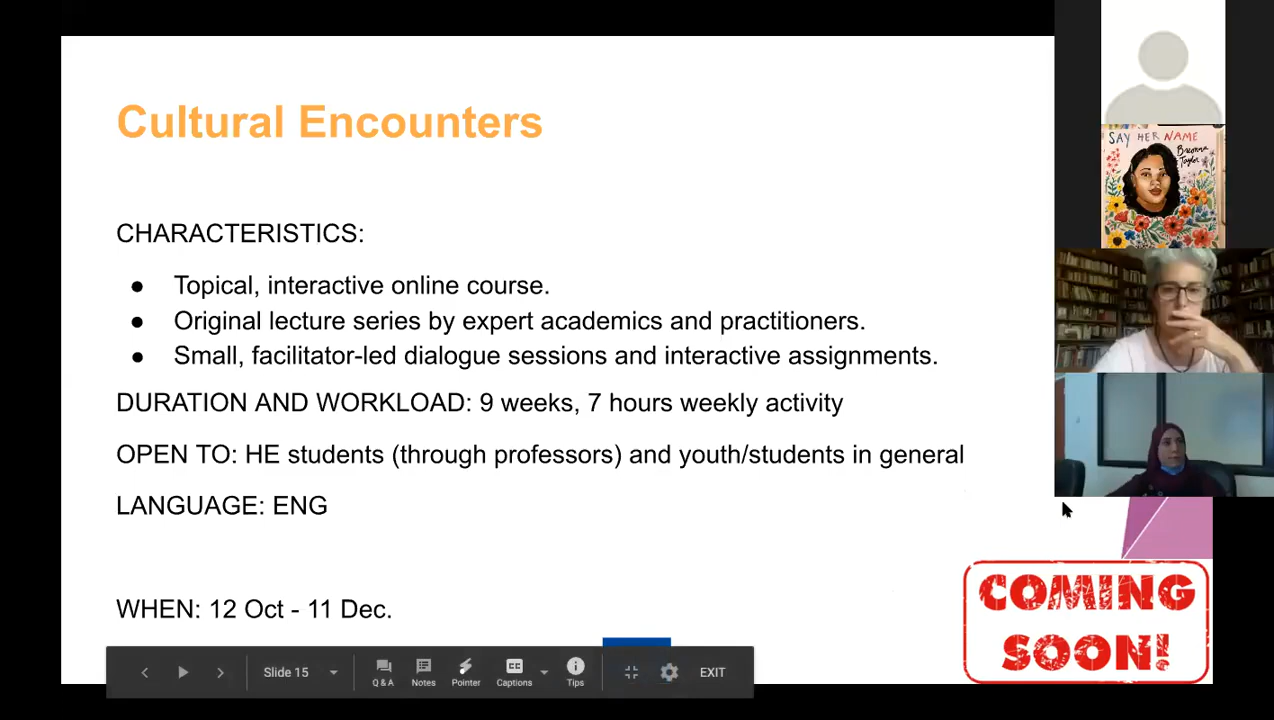 Cultural Encounters
CHARACTERISTICS:
● Topical, interactive online course.
● Original lecture series by expert academics and practitioners.
● Small, facilitator-led dialogue sessions and interactive assignments.
DURATION AND WORKLOAD: 9 weeks, 7 hours weekly activity
OPEN TO: HE students (through professors) and youth/students in general
LANGUAGE: ENG
WHEN: 12 Oct - 11 Dec.
COMING
SOON!
SAY HER NAME
Breonna
Taylor
Slide 15
Q & A
Notes
Pointer
CC
Captions
Tips
EXIT